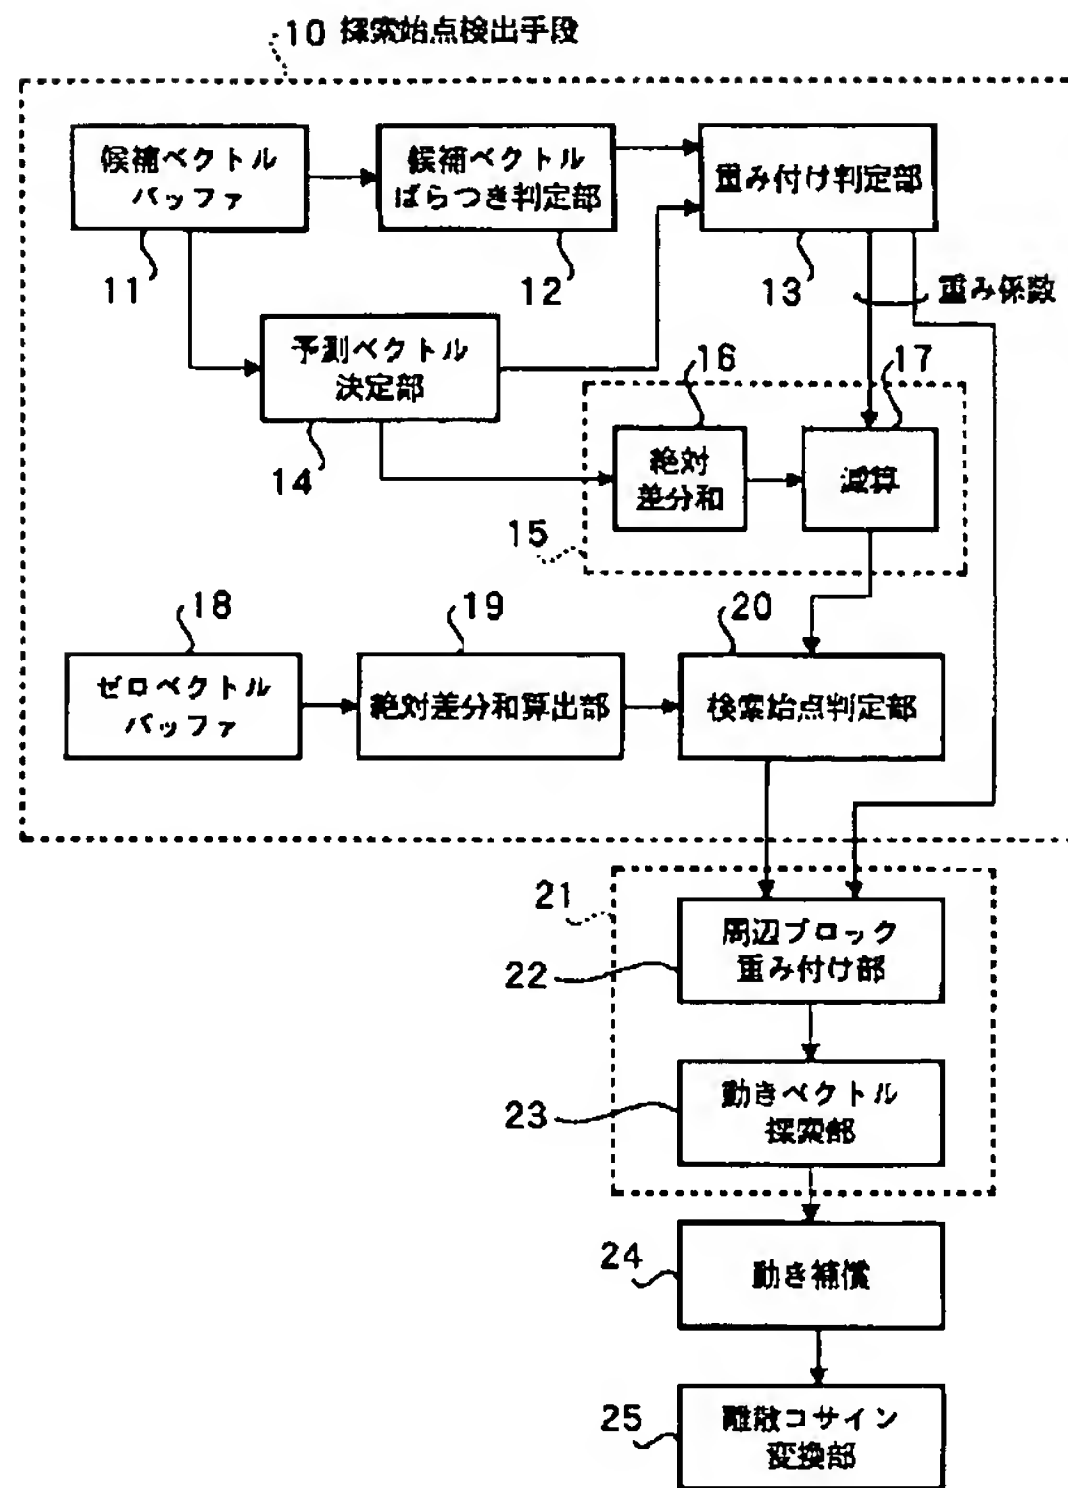 10 探索始点検出手段
候補ベクトル
バッファ
11
候補ベクトル
ばらつき判定部
12
重み付け判定部
13
重み係数
予測ベクトル
決定部
14
15
16
絶対
差分和
17
減算
18
ゼロベクトル
バッファ
19
絶対差分和算出部
20
検索始点判定部
21
周辺ブロック
重み付け部
22
動きベクトル
探索部
23
24
動き補償
25
離散コサイン
変換部